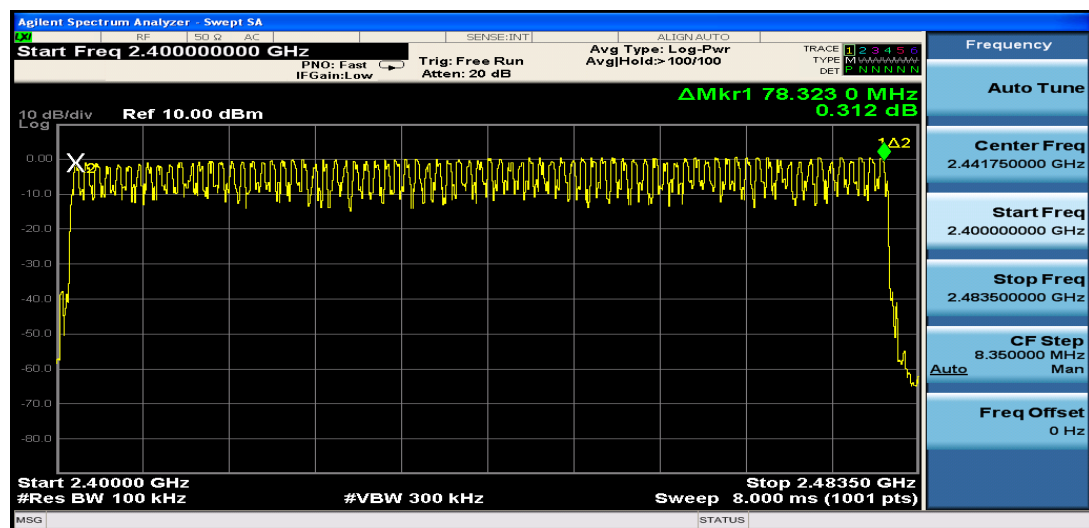 Agilent Spectrum Analyzer - Swept SA
LXI RF 50 Ω AC SENSE:INT ALIGN AUTO
Start Freq 2.400000000 GHz
PNO: Fast
IFGain:Low
Trig: Free Run
Atten: 20 dB
Avg Type: Log-Pwr
Avg|Hold:>100/100
TRACE 1 2 3 4 5 6
TYPE M
DET P N N N N N
ΔMkr1 78.323 0 MHz
0.312 dB
10 dB/div Ref 10.00 dBm
Log
X2
1Δ2
0.00
-10.0
-20.0
-30.0
-40.0
-50.0
-60.0
-70.0
-80.0
Start 2.40000 GHz Stop 2.48350 GHz
#Res BW 100 kHz #VBW 300 kHz Sweep 8.000 ms (1001 pts)
MSG STATUS
Frequency
Auto Tune
Center Freq
2.441750000 GHz
Start Freq
2.400000000 GHz
Stop Freq
2.483500000 GHz
CF Step
8.350000 MHz
Auto Man
Freq Offset
0 Hz